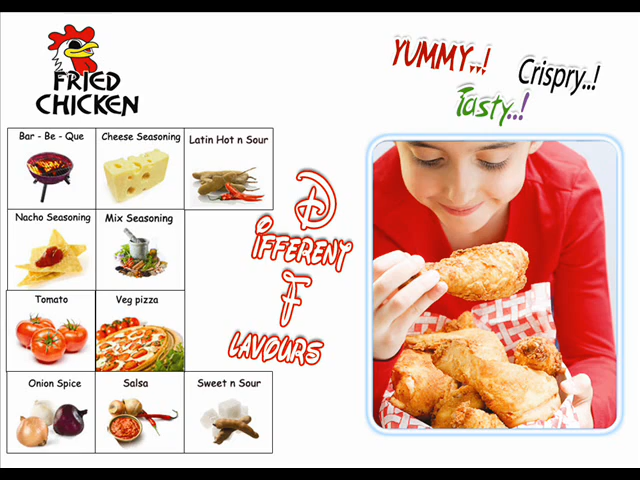 FRIED
CHICKEN
YUMMY..!
Crispry..!
Tasty..!
Bar - Be - Que
Cheese Seasoning
Latin Hot n Sour
Nacho Seasoning
Mix Seasoning
Tomato
Veg pizza
Onion Spice
Salsa
Sweet n Sour
DIFFERENT
FLAVOURS